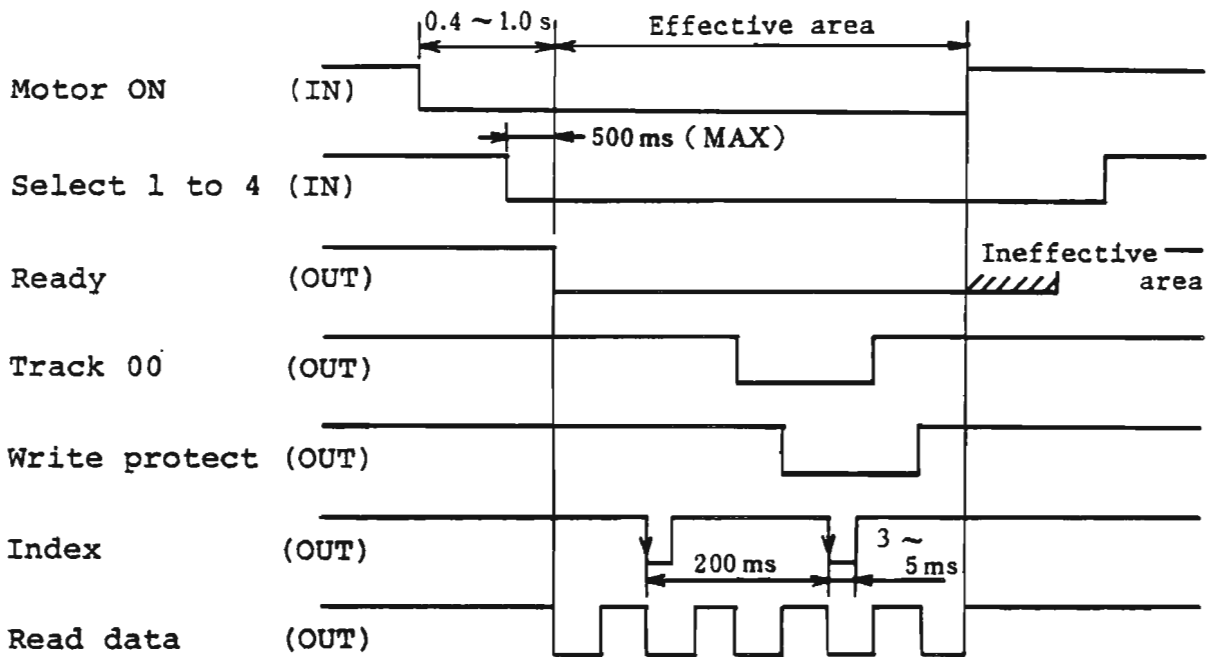 0.4 ~ 1.0 s Effective area
Motor ON (IN)
500 ms ( MAX )
Select 1 to 4 (IN)
Ineffective
Ready (OUT) area
Track 00 (OUT)
Write protect (OUT)
3 ~
Index (OUT) 200 ms 5 ms
Read data (OUT)